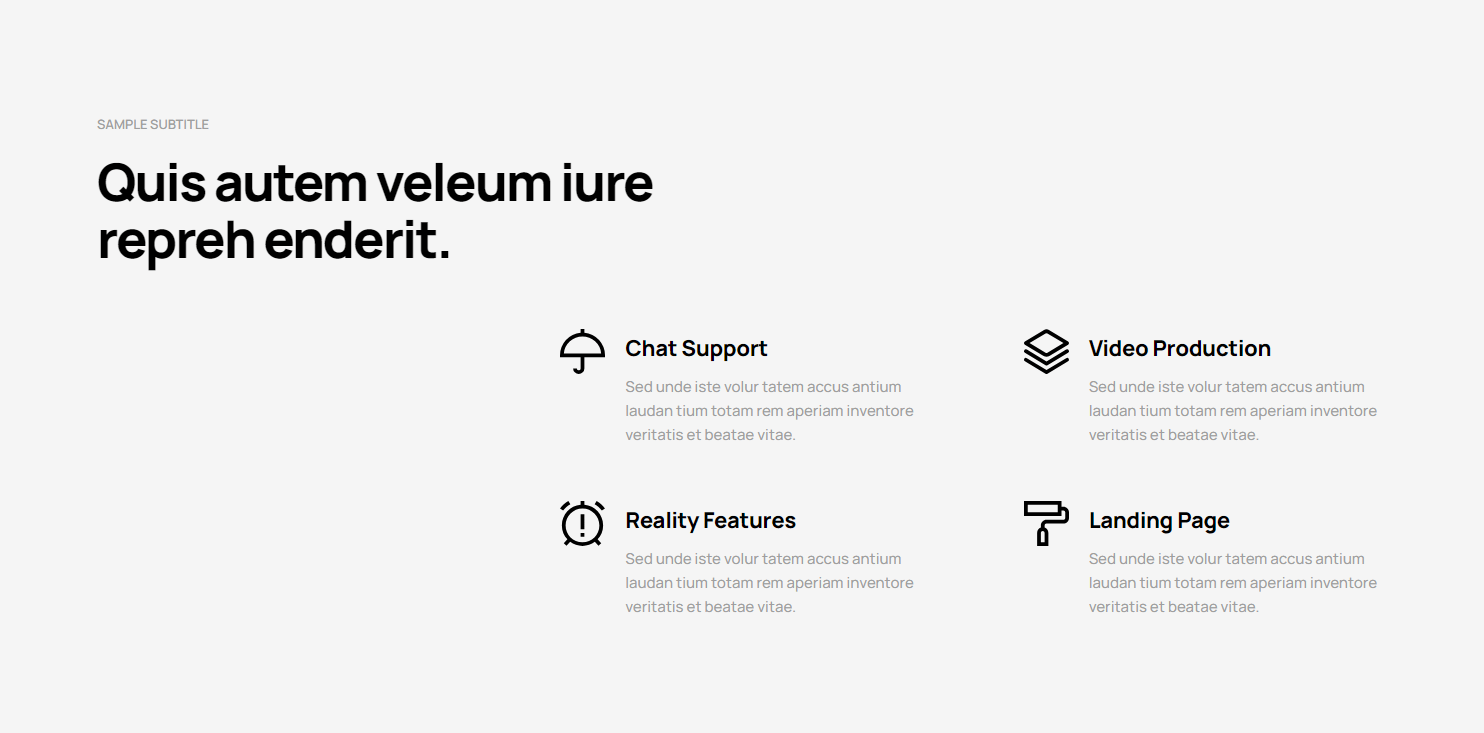 SAMPLE SUBTITLE
Quis autem veleum iure
repreh enderit.
Chat Support
Sed unde iste volur tatem accus antium
laudan tium totam rem aperiam inventore
veritatis et beatae vitae.
Video Production
Sed unde iste volur tatem accus antium
laudan tium totam rem aperiam inventore
veritatis et beatae vitae.
Reality Features
Sed unde iste volur tatem accus antium
laudan tium totam rem aperiam inventore
veritatis et beatae vitae.
Landing Page
Sed unde iste volur tatem accus antium
laudan tium totam rem aperiam inventore
veritatis et beatae vitae.